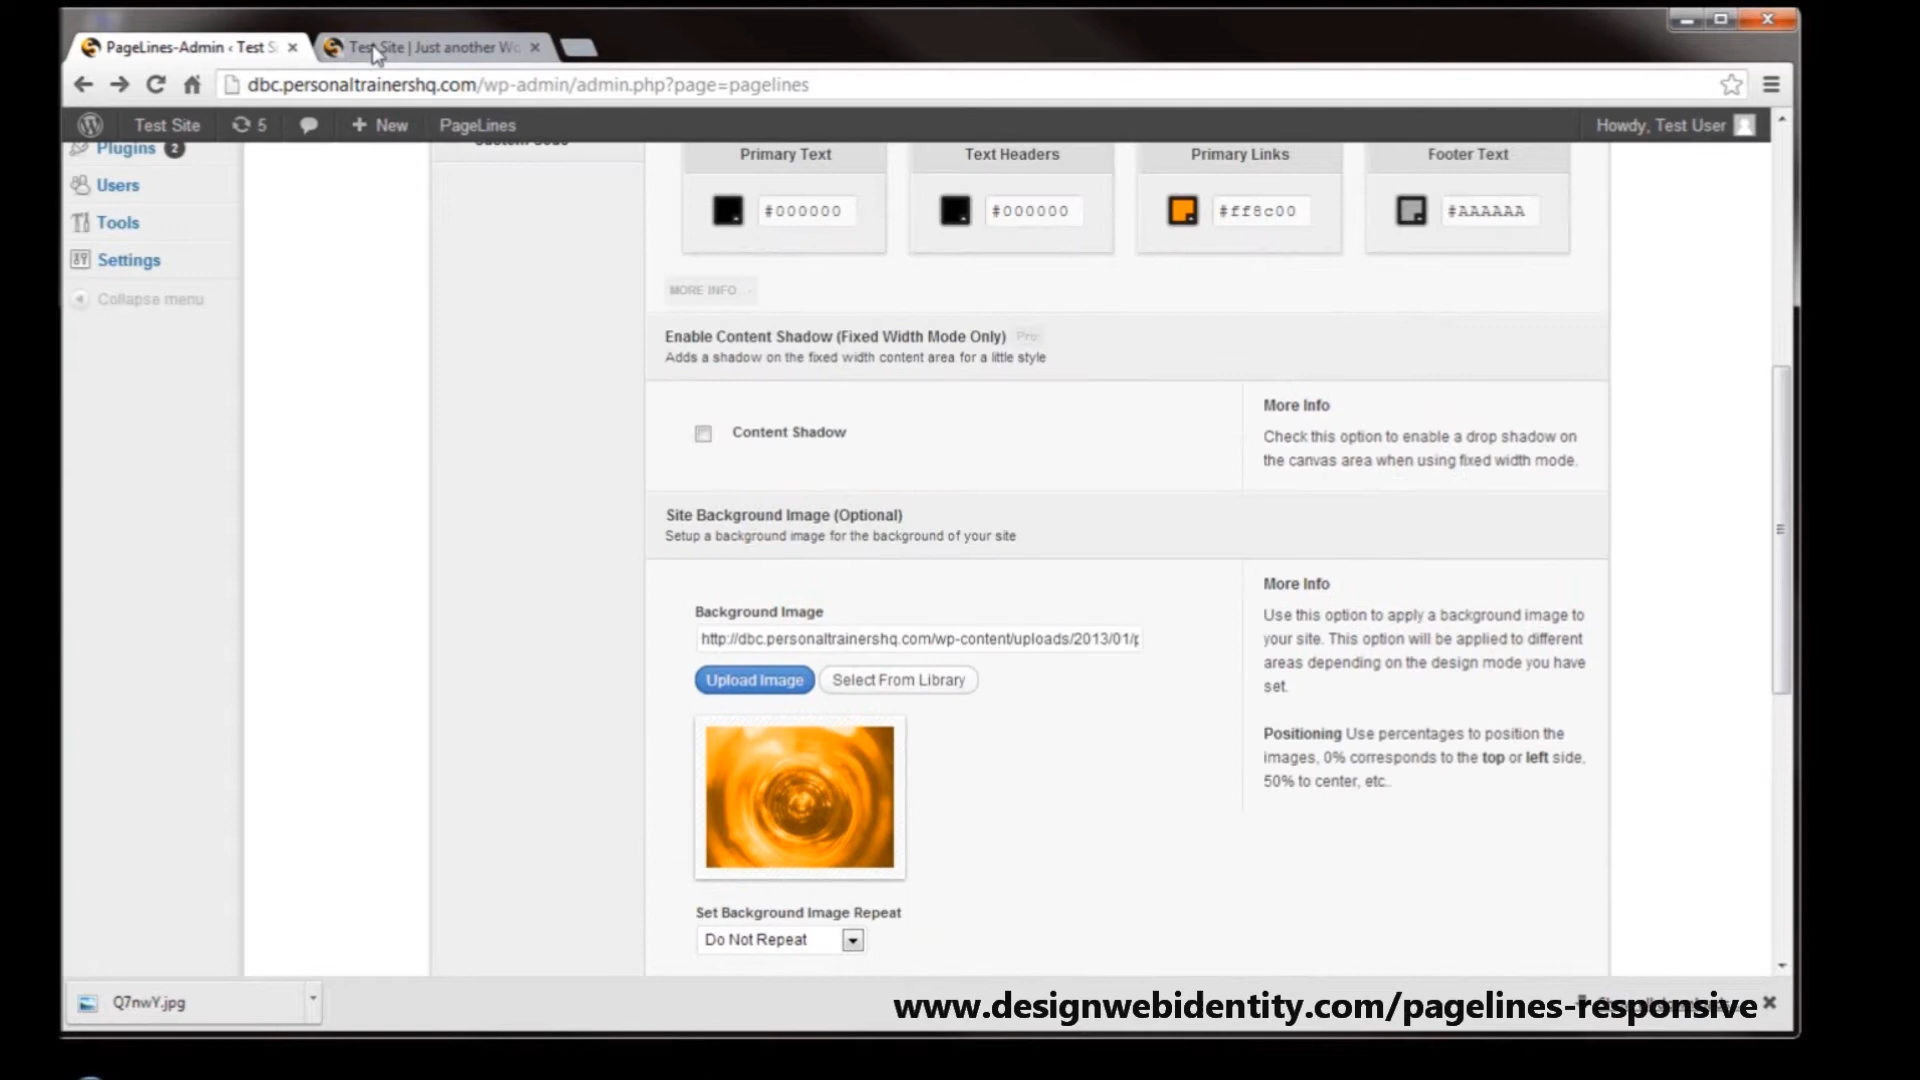 PageLines-Admin ‹ Test S
Test Site | Just another Wo
dbc.personaltrainershq.com/wp-admin/admin.php?page=pagelines
Test Site
5
New
PageLines
Howdy, Test User
Plugins 2
Users
Tools
Settings
Collapse menu
Custom Code
Primary Text
Text Headers
Primary Links
Footer Text
#000000
#000000
#ff8c00
#AAAAAA
MORE INFO
Enable Content Shadow (Fixed Width Mode Only) Pro
Adds a shadow on the fixed width content area for a little style
Content Shadow
More Info
Check this option to enable a drop shadow on
the canvas area when using fixed width mode.
Site Background Image (Optional)
Setup a background image for the background of your site
Background Image
http://dbc.personaltrainershq.com/wp-content/uploads/2013/01/p
Upload Image
Select From Library
More Info
Use this option to apply a background image to
your site. This option will be applied to different
areas depending on the design mode you have
set.
Positioning Use percentages to position the
images, 0% corresponds to the top or left side,
50% to center, etc..
Set Background Image Repeat
Do Not Repeat
Q7nwY.jpg
www.designwebidentity.com/pagelines-responsive